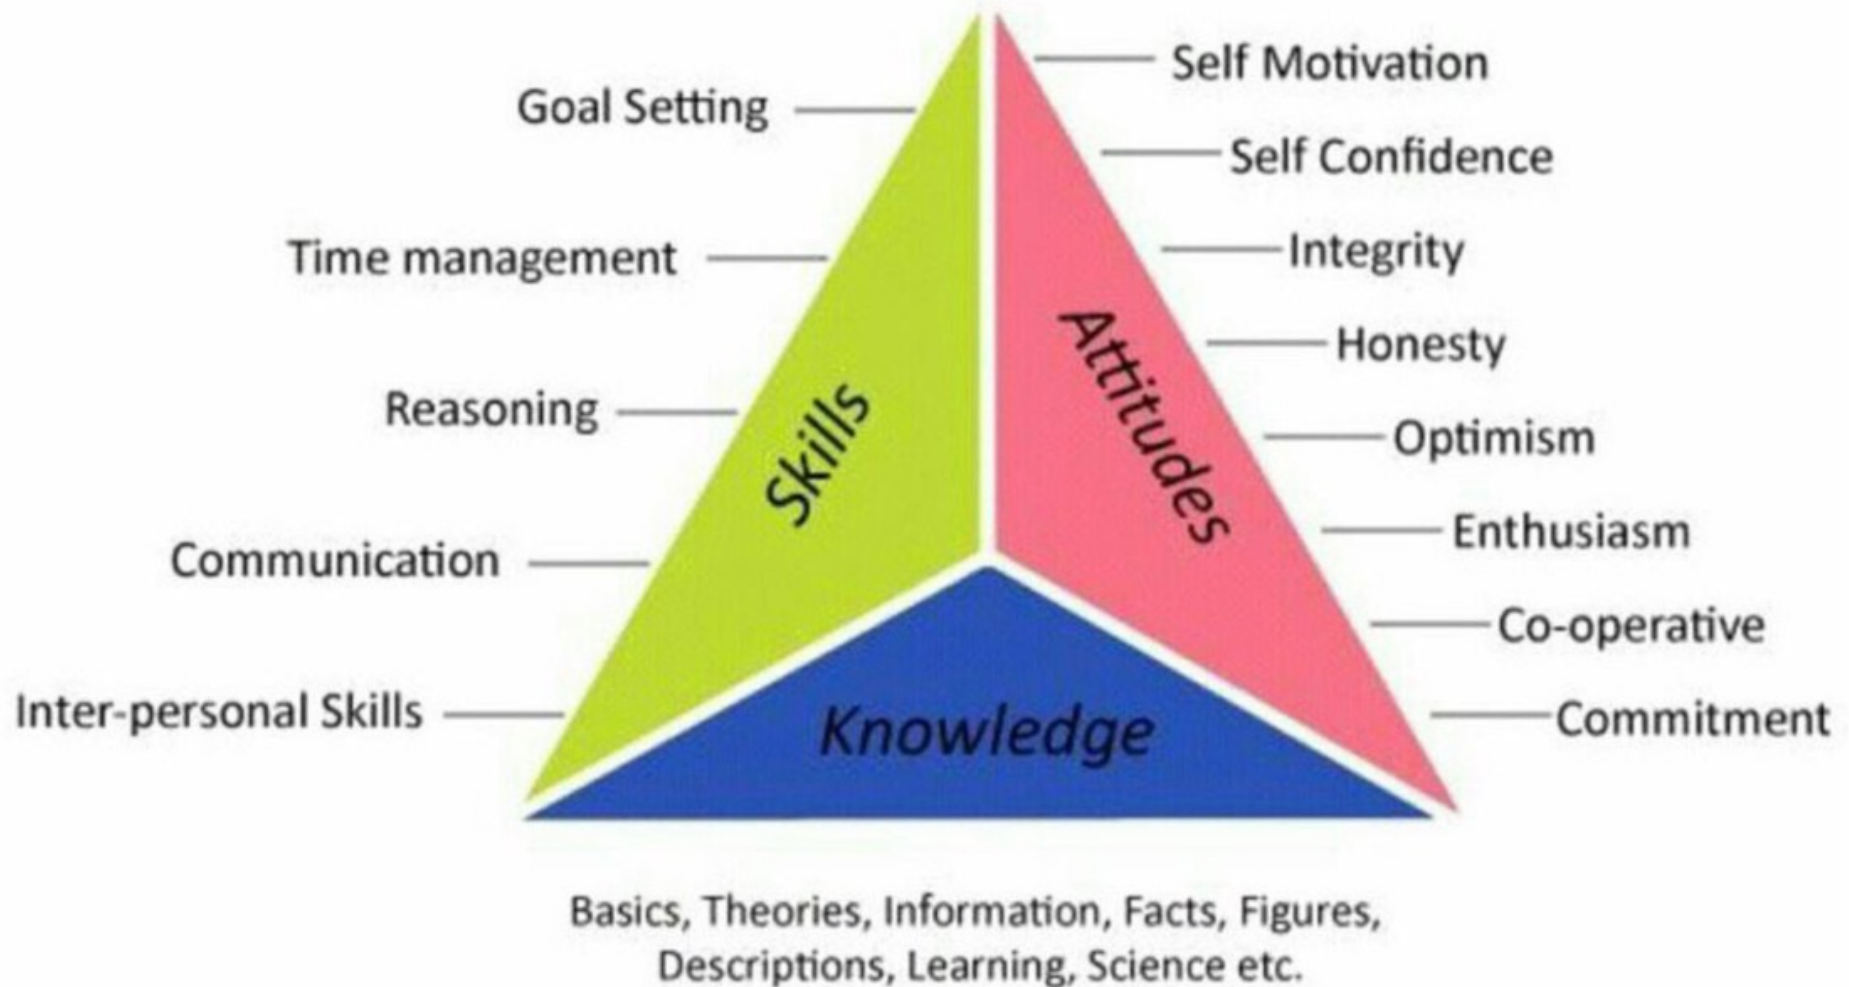 Self Motivation
Goal Setting
Self Confidence
Time management
Integrity
Honesty
Reasoning
Skills
Attitudes
Optimism
Communication
Enthusiasm
Co-operative
Inter-personal Skills
Knowledge
Commitment
Basics, Theories, Information, Facts, Figures,
Descriptions, Learning, Science etc.